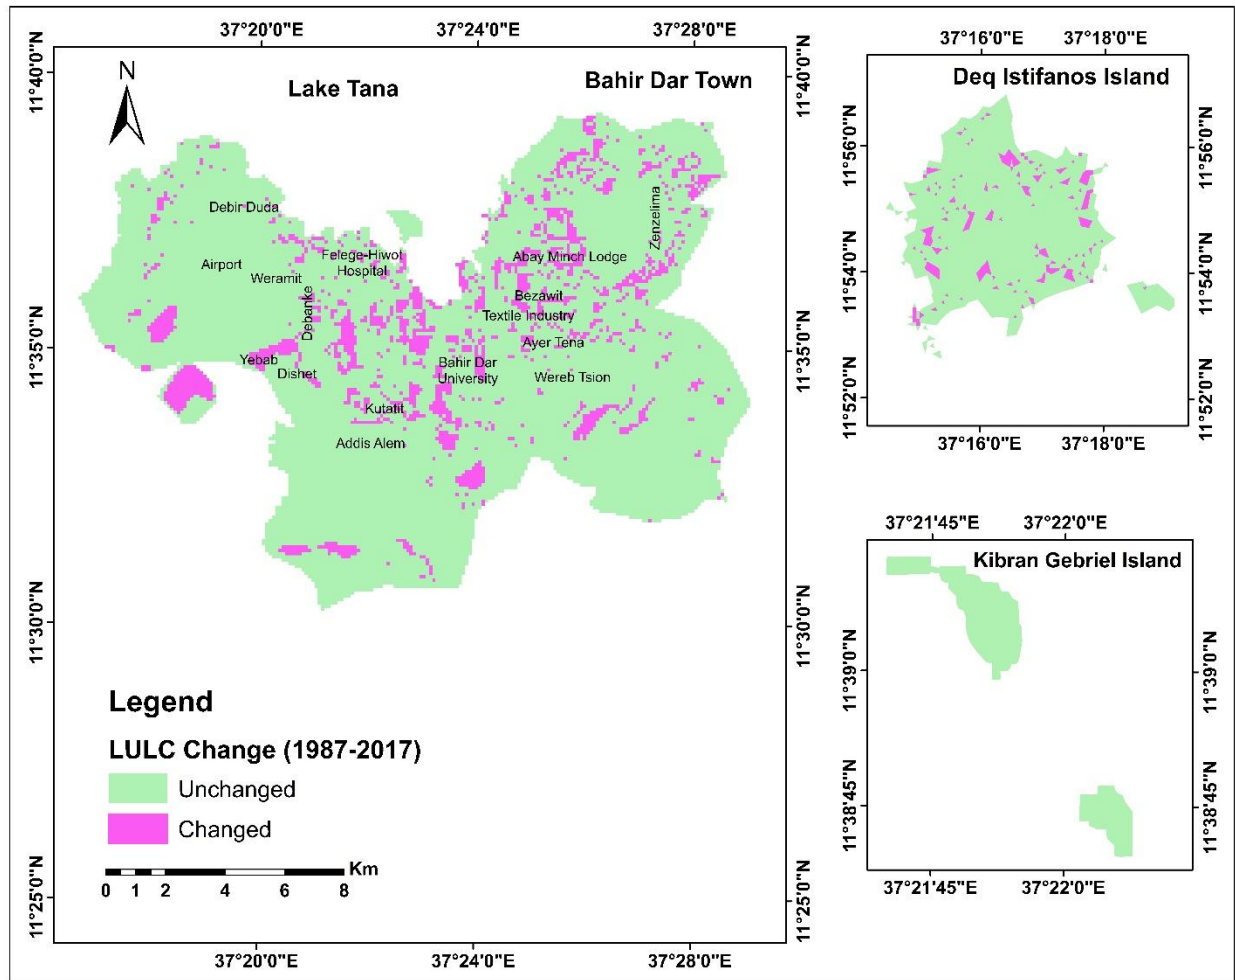 37°20'0"E 37°24'0"E 37°28'0"E
11°40'0"N
11°35'0"N
11°30'0"N
11°25'0"N
N
Lake Tana
Bahir Dar Town
Debir Duda
Airport
Weramit
Debanke
Felege-Hiwot
Hospital
Zenzelima
Abay Minch Lodge
Bezawit
Textile Industry
Ayer Tena
Yebab
Dishet
Bahir Dar
University
Wereb Tsion
Kutatit
Addis Alem
Legend
LULC Change (1987-2017)
Unchanged
Changed
Km
0 1 2 4 6 8
11°40'0"N
11°35'0"N
11°30'0"N
11°25'0"N
37°20'0"E 37°24'0"E 37°28'0"E
37°16'0"E 37°18'0"E
Deq Istifanos Island
11°56'0"N
11°54'0"N
11°52'0"N
11°56'0"N
11°54'0"N
11°52'0"N
37°16'0"E 37°18'0"E
37°21'45"E 37°22'0"E
Kibran Gebriel Island
11°39'0"N
11°38'45"N
11°39'0"N
11°38'45"N
37°21'45"E 37°22'0"E